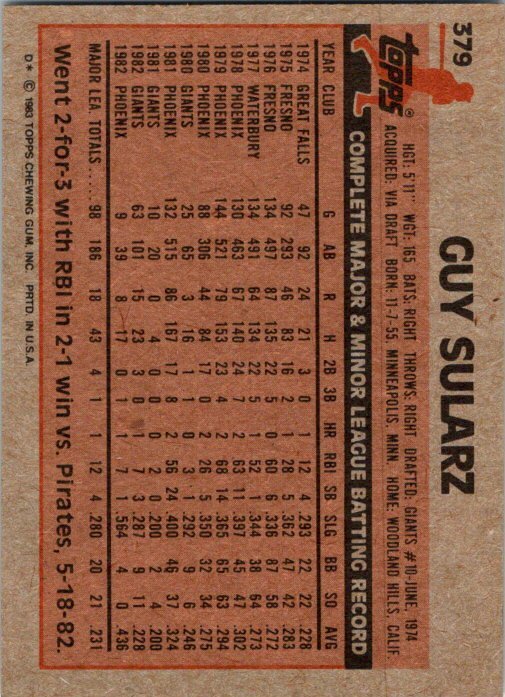 379
topps®
GUY SULARZ
HGT: 5'11" WGT: 165 BATS: RIGHT THROWS: RIGHT DRAFTED: GIANTS #10-JUNE, 1974
ACQUIRED: VIA DRAFT BORN: 11-7-55, MINNEAPOLIS, MINN. HOME: WOODLAND HILLS, CALIF
COMPLETE MAJOR & MINOR LEAGUE BATTING RECORD
YEAR CLUB G AB R H 2B 3B HR RBI SB SLG BB SO AVG
1974 GREAT FALLS 47 92 24 21 3 0 1 12 4 .293 22 22 .228
1975 FRESNO 92 293 46 83 16 2 1 28 5 .362 47 42 .283
1976 FRESNO 134 497 87 135 22 5 0 60 6 .336 87 58 .272
1977 WATERBURY 134 491 64 134 22 5 1 52 1 .344 38 64 .273
1978 PHOENIX 130 463 67 140 24 7 2 63 11 .397 45 47 .302
1979 PHOENIX 144 521 79 153 23 4 2 68 14 .365 65 63 .294
1980 PHOENIX 88 306 44 84 17 0 2 26 5 .350 32 34 .275
1980 GIANTS 25 65 3 16 1 1 0 3 1 .292 9 6 .246
1981 PHOENIX 132 515 86 167 17 8 2 56 24 .400 46 37 .324
1981 GIANTS 10 20 0 4 0 0 0 2 0 .200 2 4 .200
1982 GIANTS 63 101 15 23 3 0 1 7 3 .287 9 11 .228
1982 PHOENIX 9 39 8 17 0 1 1 7 1 .564 4 0 .436
MAJOR LEA. TOTALS ..... 98 186 18 43 4 1 1 12 4 .280 20 21 .231
Went 2-for-3 with RBI in 2-1 win vs. Pirates, 5-18-82.
D* © 1983 TOPPS CHEWING GUM, INC. PRTD. IN U.S.A.